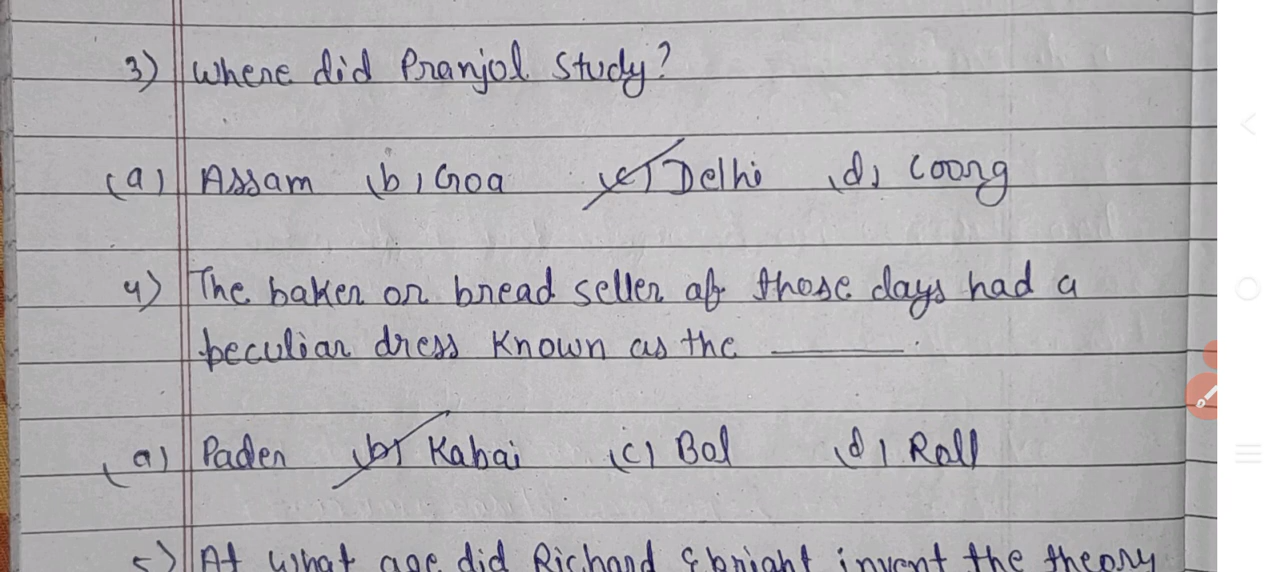 3) Where did Pranjol study?
(a) Assam (b) Goa (c) Delhi (d) Coorg
4) The baker or bread seller of those days had a
peculiar dress known as the ______.
(a) Pader (b) Kabai (c) Bol (d) Roll
5) At what age did Richard Ebright invent the theory